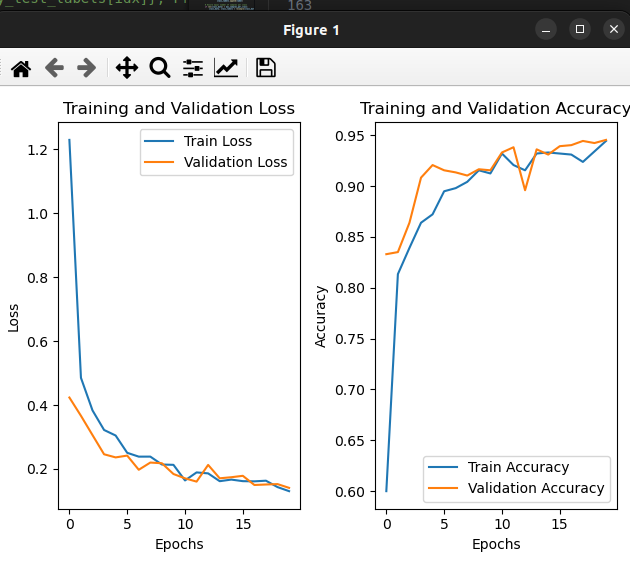 y_test_labels[idx]}, 
163
Figure 1
Training and Validation Loss
Train Loss
Validation Loss
1.2
1.0
0.8
0.6
0.4
0.2
Loss
0 5 10 15
Epochs
Training and Validation Accuracy
0.95
0.90
0.85
0.80
0.75
0.70
0.65
0.60
Accuracy
Train Accuracy
Validation Accuracy
0 5 10 15
Epochs